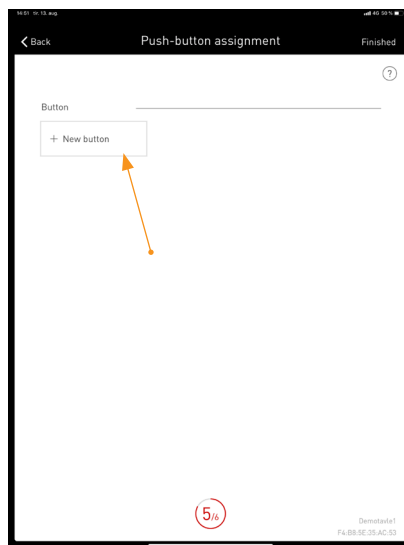 14:51 tir. 13. aug
4G 50 %
Back
Push-button assignment
Finished
?
Button
+ New button
5/6
Demotavle1
F4:B9:5E:35:AC:53